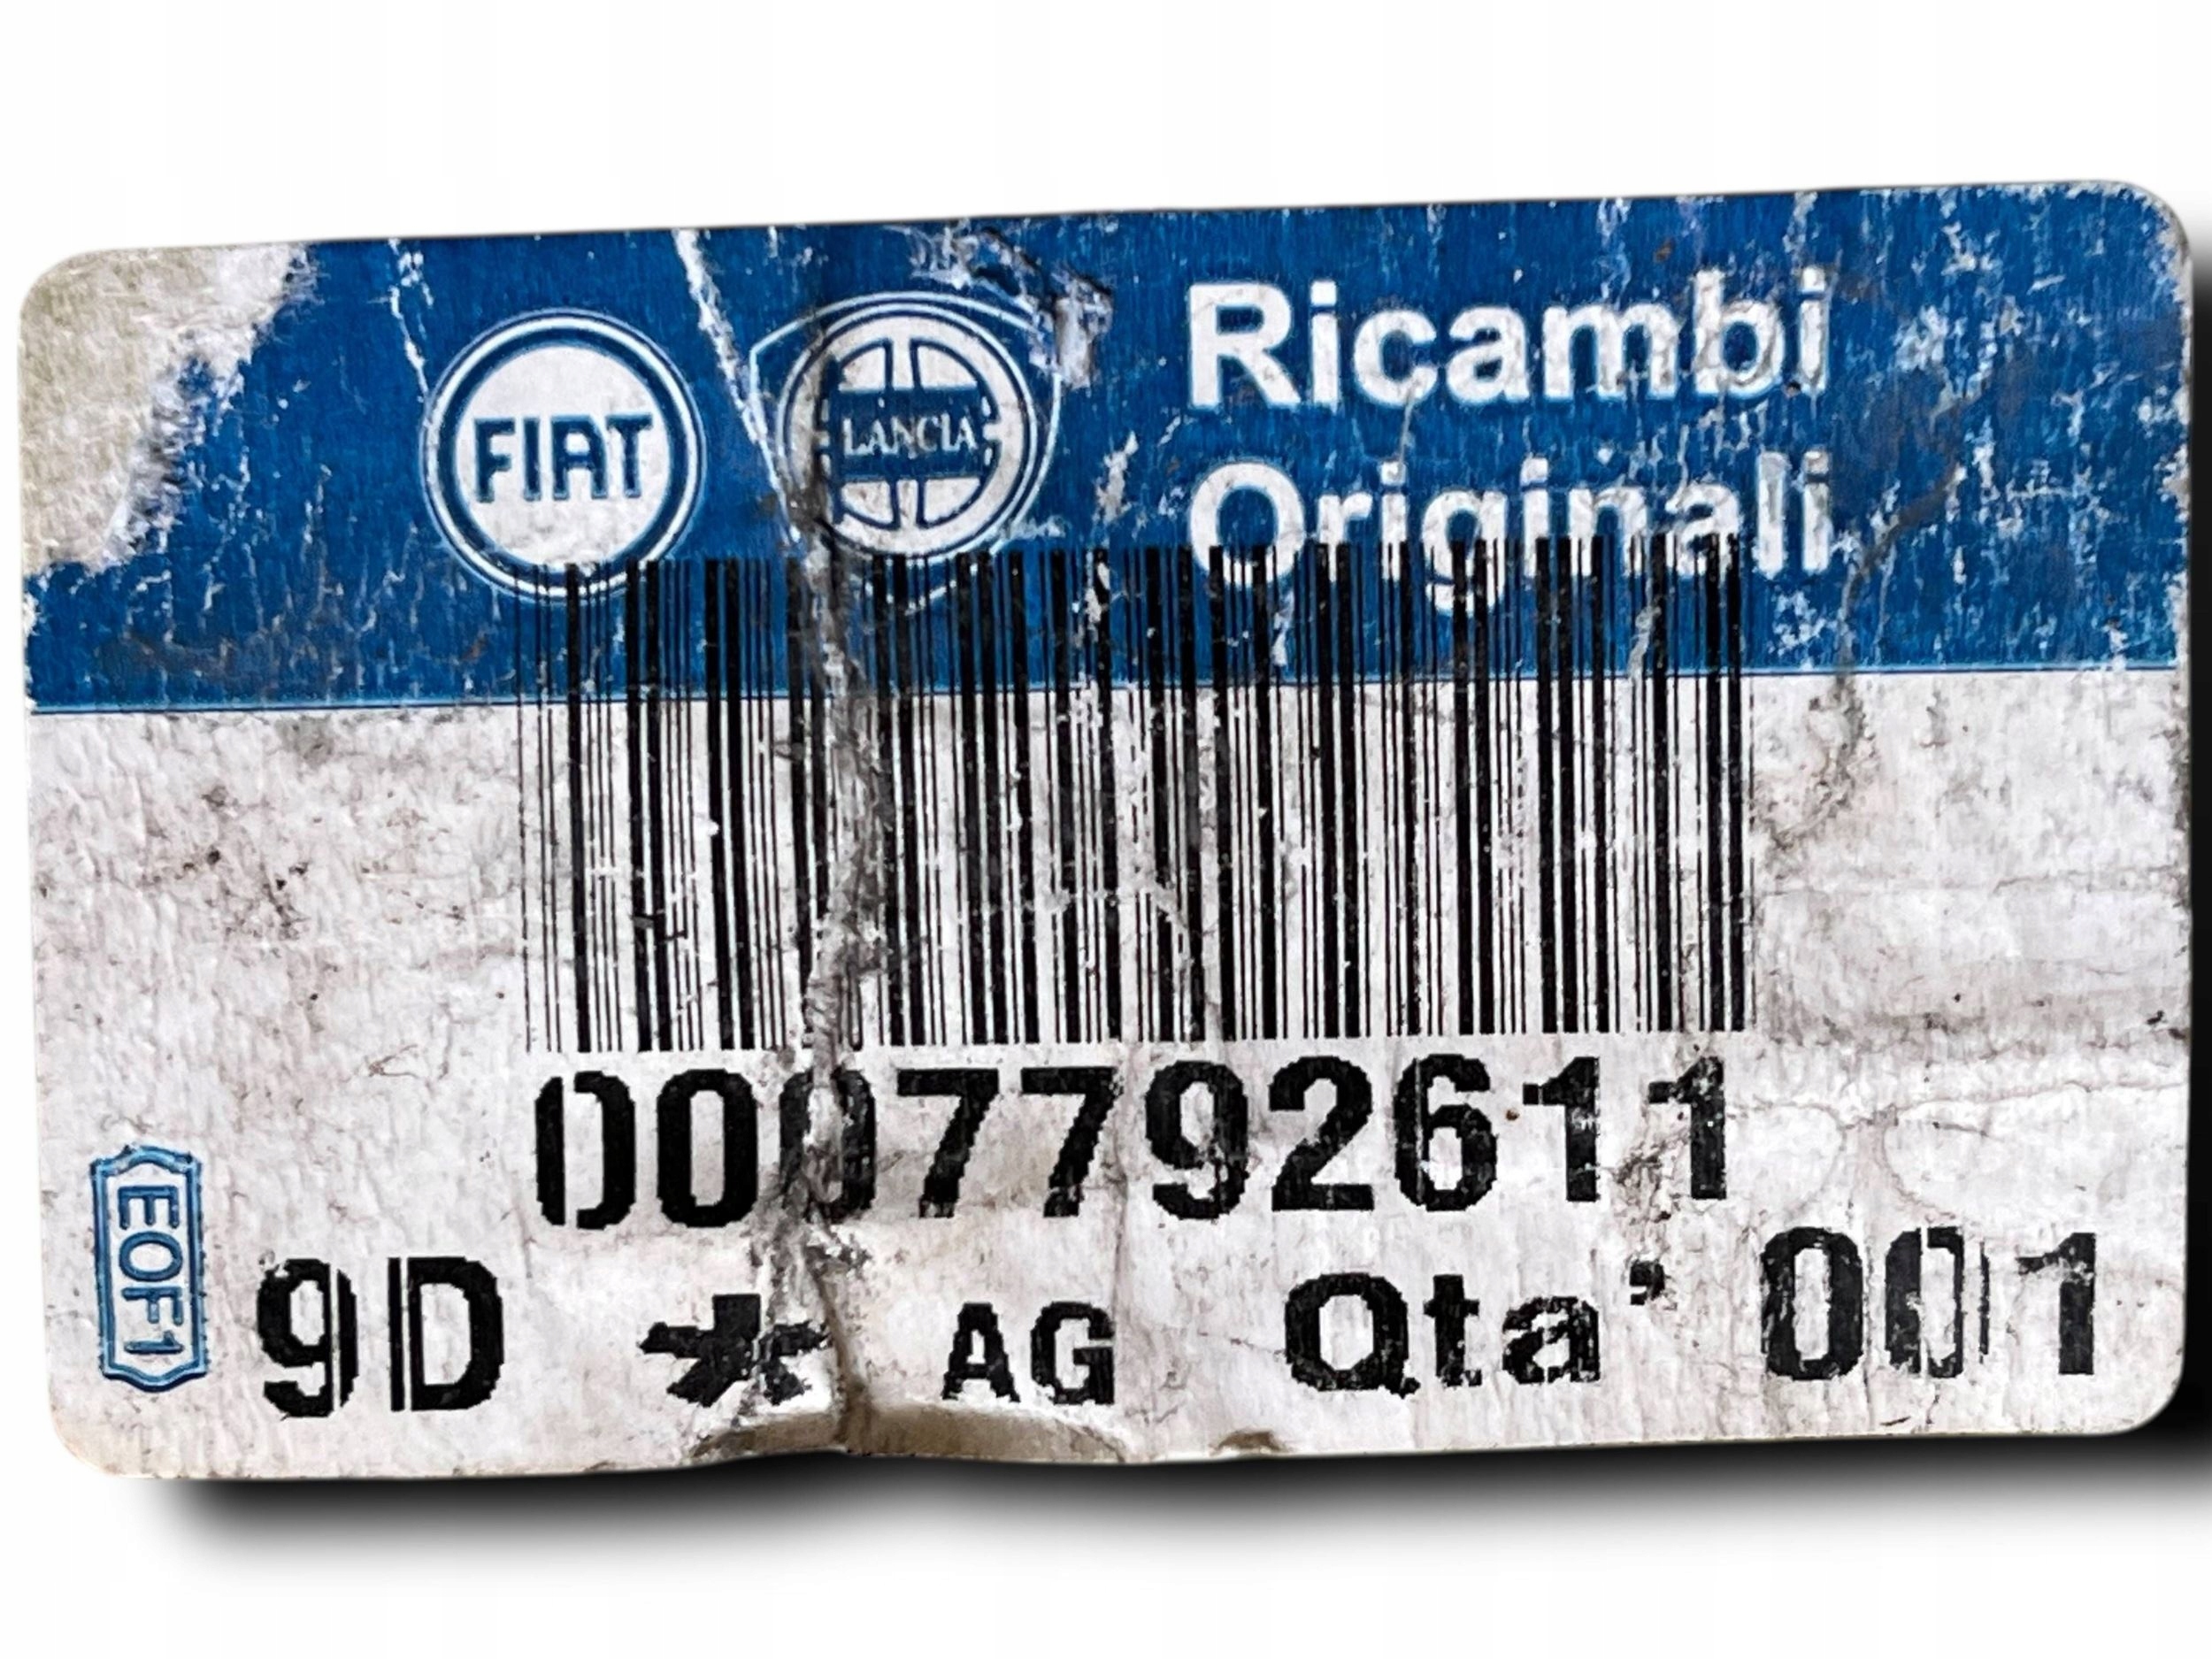 FIAT LANCIA Ricambi
Originali
0007792611
EOF1
9D * AG Qta' 001